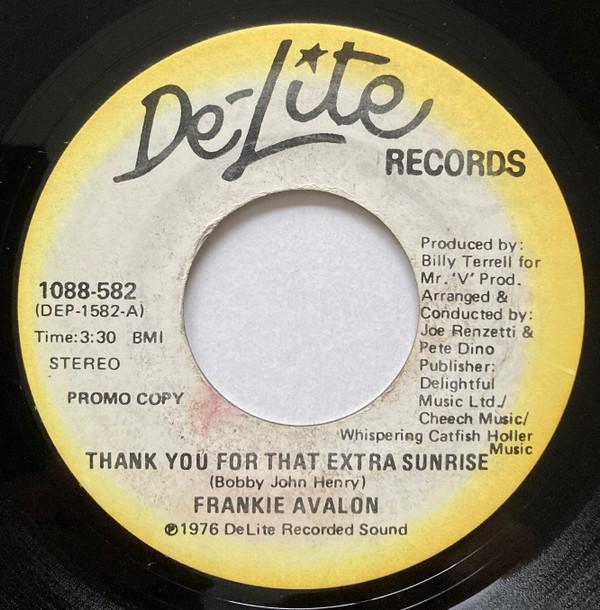 De-Lite
RECORDS
1088-582
(DEP-1582-A)
Time:3:30 BMI
STEREO
PROMO COPY
Produced by:
Billy Terrell for
Mr. 'V' Prod.
Arranged &
Conducted by:
Joe Renzetti &
Pete Dino
Publisher:
Delightful
Music Ltd./
Cheech Music/
Whispering Catfish Holler
Music
THANK YOU FOR THAT EXTRA SUNRISE
(Bobby John Henry)
FRANKIE AVALON
℗1976 DeLite Recorded Sound